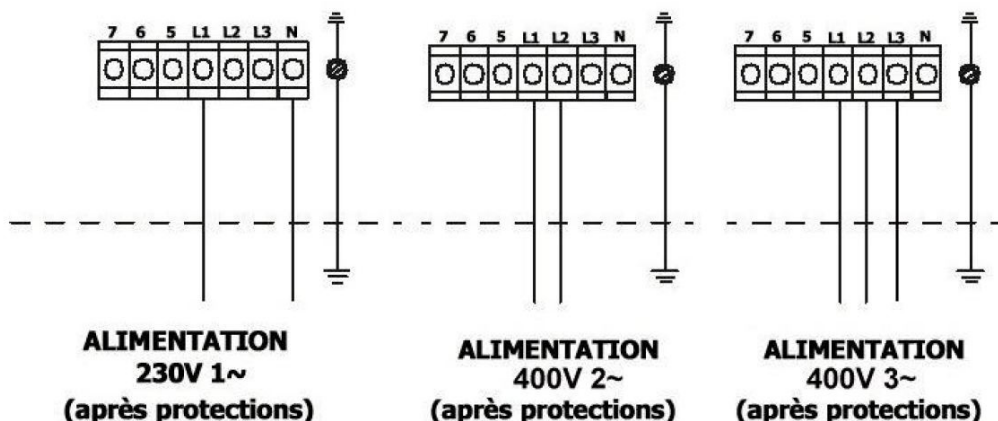 7 6 5 L1 L2 L3 N
7 6 5 L1 L2 L3 N
7 6 5 L1 L2 L3 N
ALIMENTATION
230V 1~
(après protections)
ALIMENTATION
400V 2~
(après protections)
ALIMENTATION
400V 3~
(après protections)